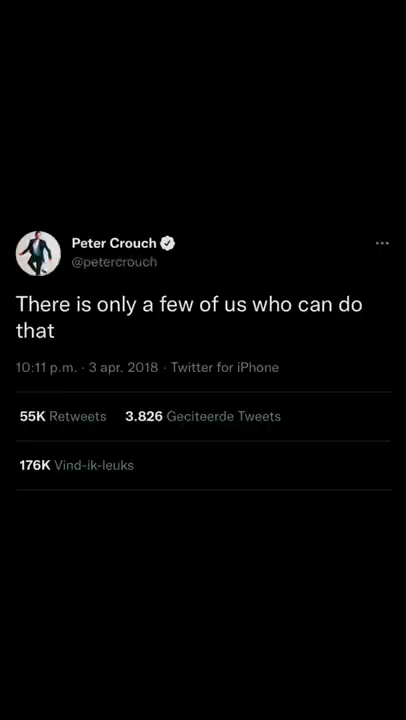 Peter Crouch
@petercrouch
There is only a few of us who can do
that
10:11 p.m. · 3 apr. 2018 · Twitter for iPhone
55K Retweets 3.826 Geciteerde Tweets
176K Vind-ik-leuks